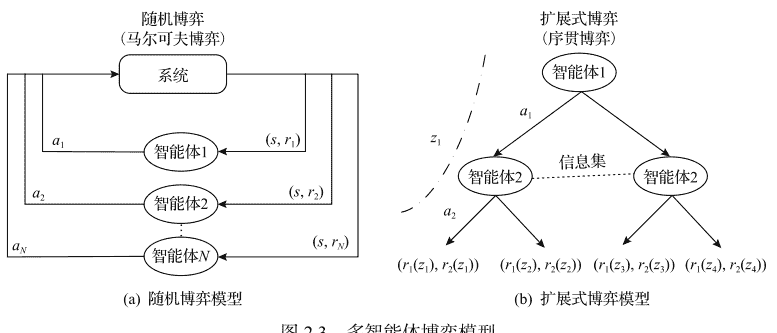 随机博弈
(马尔可夫博弈)
系统
a1
智能体1
(s, r1)
a2
智能体2
(s, r2)
aN
智能体N
(s, rN)
(a) 随机博弈模型
扩展式博弈
(序贯博弈)
智能体1
a1
z1
智能体2
信息集
智能体2
a2
(r1(z1), r2(z1))
(r1(z2), r2(z2))
(r1(z3), r2(z3))
(r1(z4), r2(z4))
(b) 扩展式博弈模型
图 2.3 多智能体博弈模型